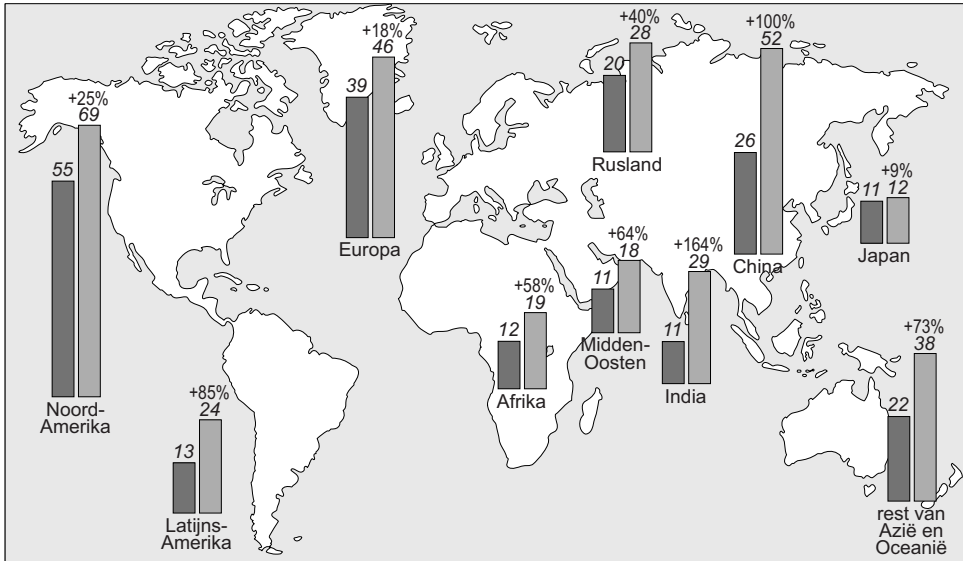 +25%
69
55
Noord-
Amerika
+85%
24
13
Latijns-
Amerika
+18%
46
39
Europa
+40%
28
20
Rusland
+100%
52
26
China
+9%
11 12
Japan
+58%
19
12
Afrika
+64%
18
11
Midden-
Oosten
+164%
29
11
India
+73%
38
22
rest van
Azië en
Oceanië